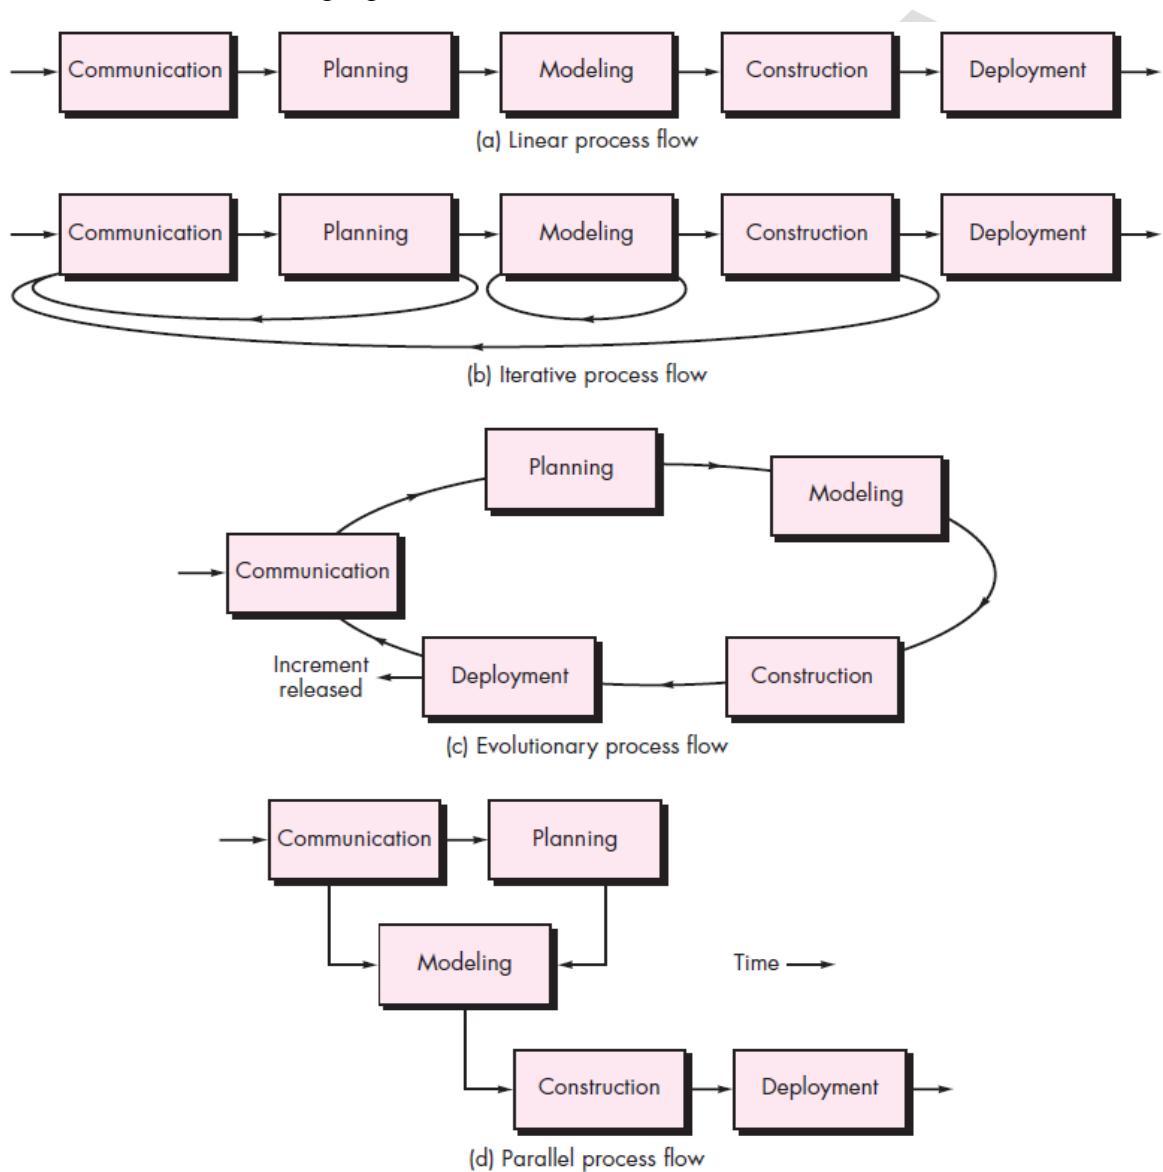 Communication Planning Modeling Construction Deployment
(a) Linear process flow
Communication Planning Modeling Construction Deployment
(b) Iterative process flow
Planning
Modeling
Communication
Increment
released
Deployment
Construction
(c) Evolutionary process flow
Communication Planning
Modeling
Time
Construction Deployment
(d) Parallel process flow